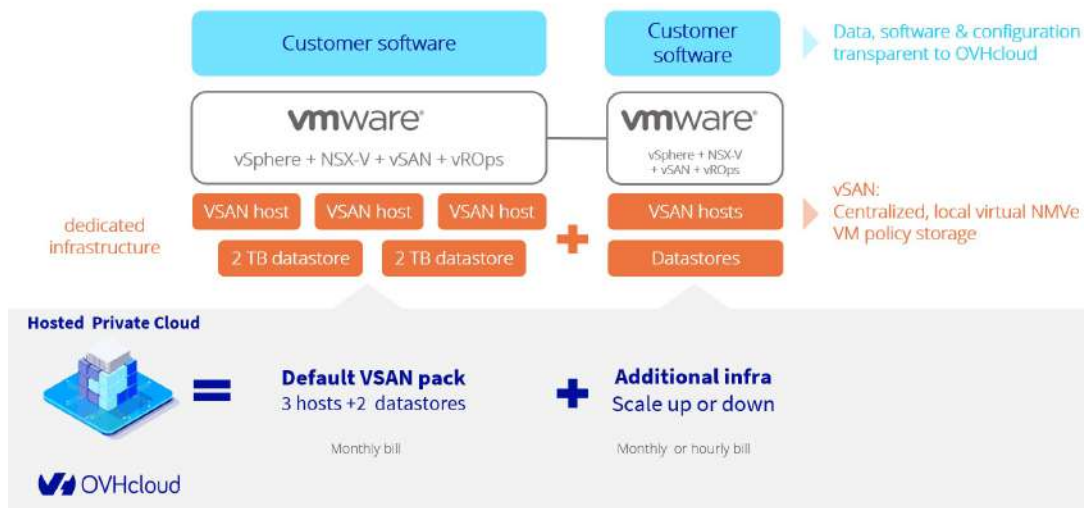 Customer software
Customer
software
Data, software & configuration
transparent to OVHcloud
vmware®
vSphere + NSX-V + vSAN + vROps
vmware®
vSphere + NSX-V
+ vSAN + vROps
dedicated
infrastructure
VSAN host
VSAN host
VSAN host
2 TB datastore
2 TB datastore
+
VSAN hosts
Datastores
vSAN:
Centralized, local virtual NMVe
VM policy storage
Hosted Private Cloud
=
Default VSAN pack
3 hosts +2 datastores
Monthly bill
+
Additional infra
Scale up or down
Monthly or hourly bill
OVHcloud